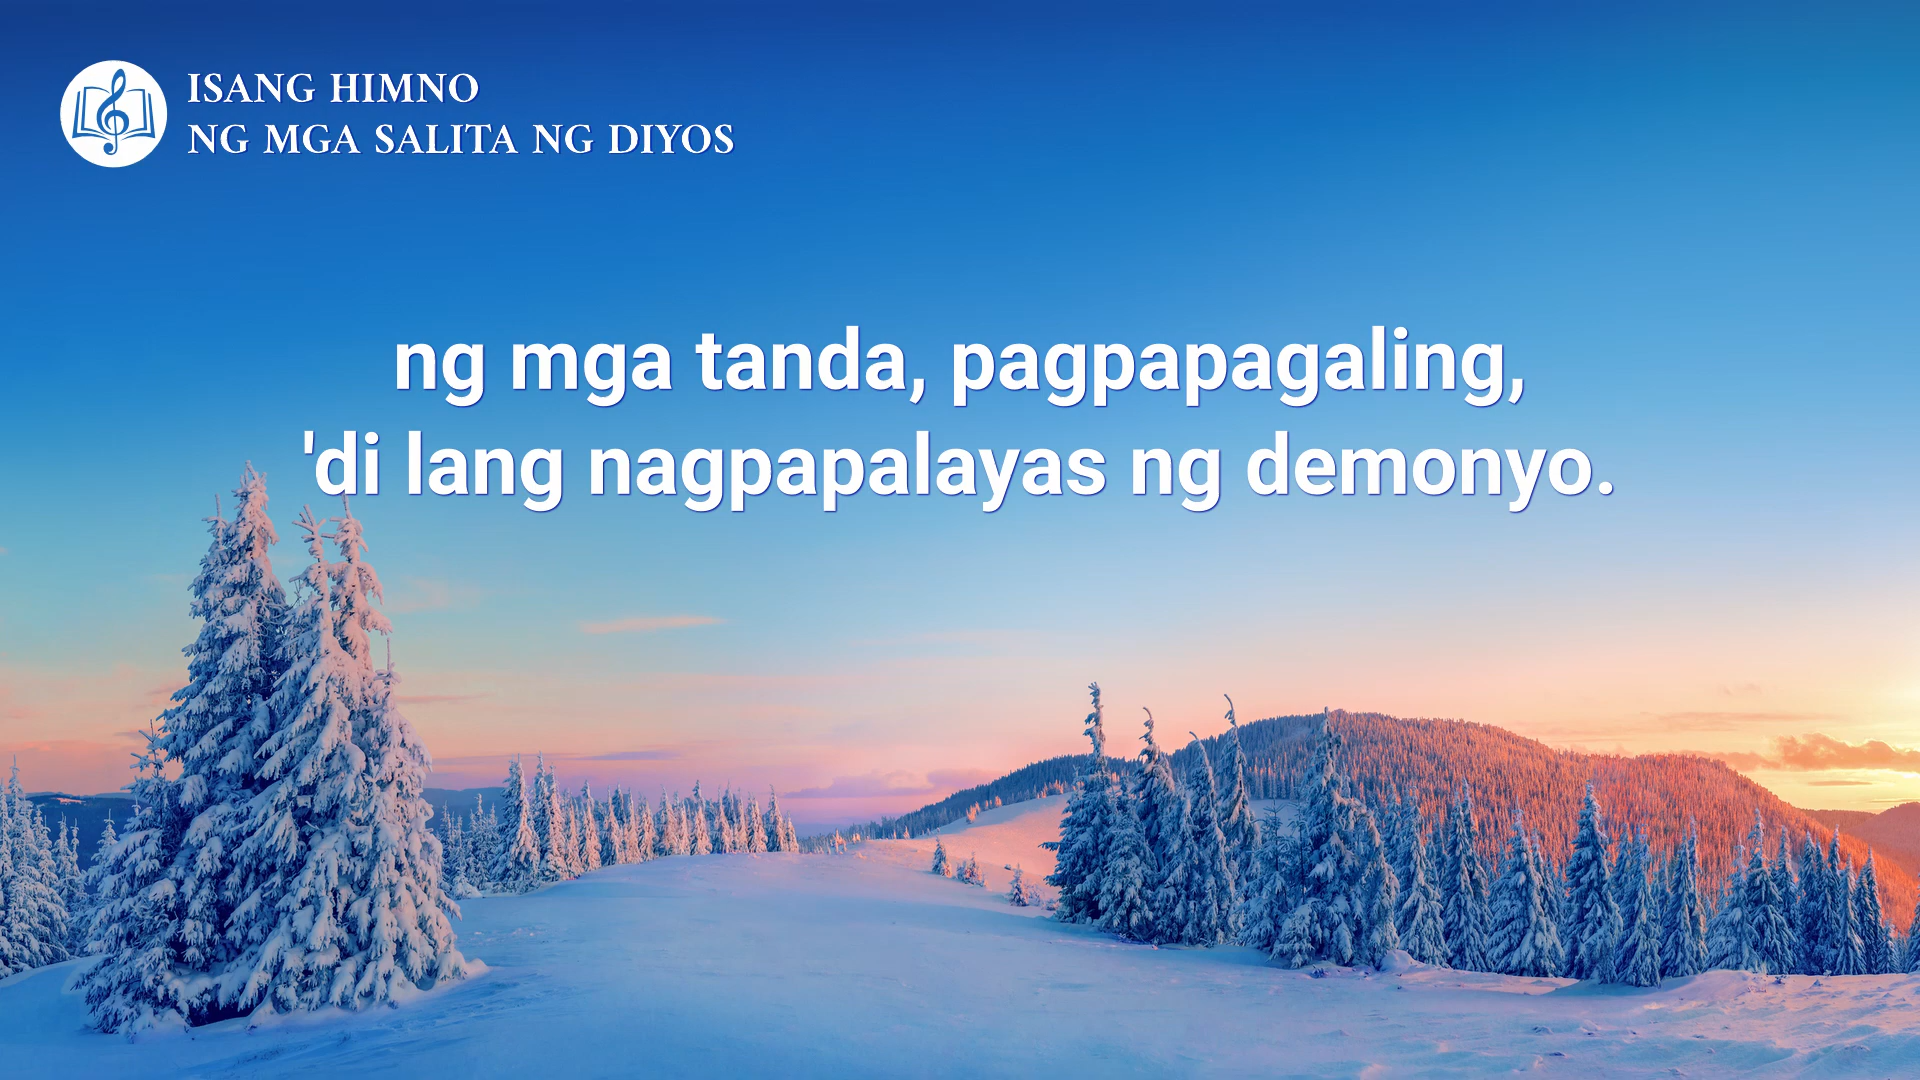 ISANG HIMNO
NG MGA SALITA NG DIYOS
ng mga tanda, pagpapagaling,
'di lang nagpapalayas ng demonyo.